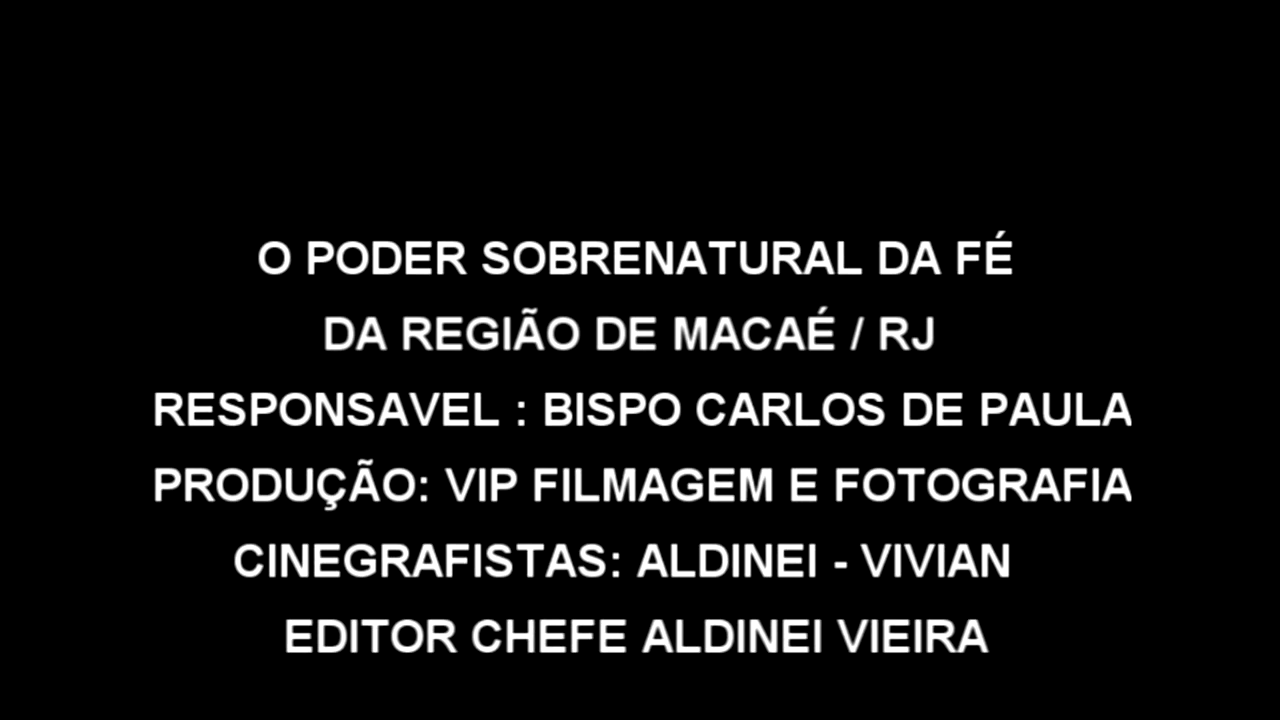 O PODER SOBRENATURAL DA FÉ
DA REGIÃO DE MACAÉ / RJ
RESPONSAVEL : BISPO CARLOS DE PAULA
PRODUÇÃO: VIP FILMAGEM E FOTOGRAFIA
CINEGRAFISTAS: ALDINEI - VIVIAN
EDITOR CHEFE ALDINEI VIEIRA